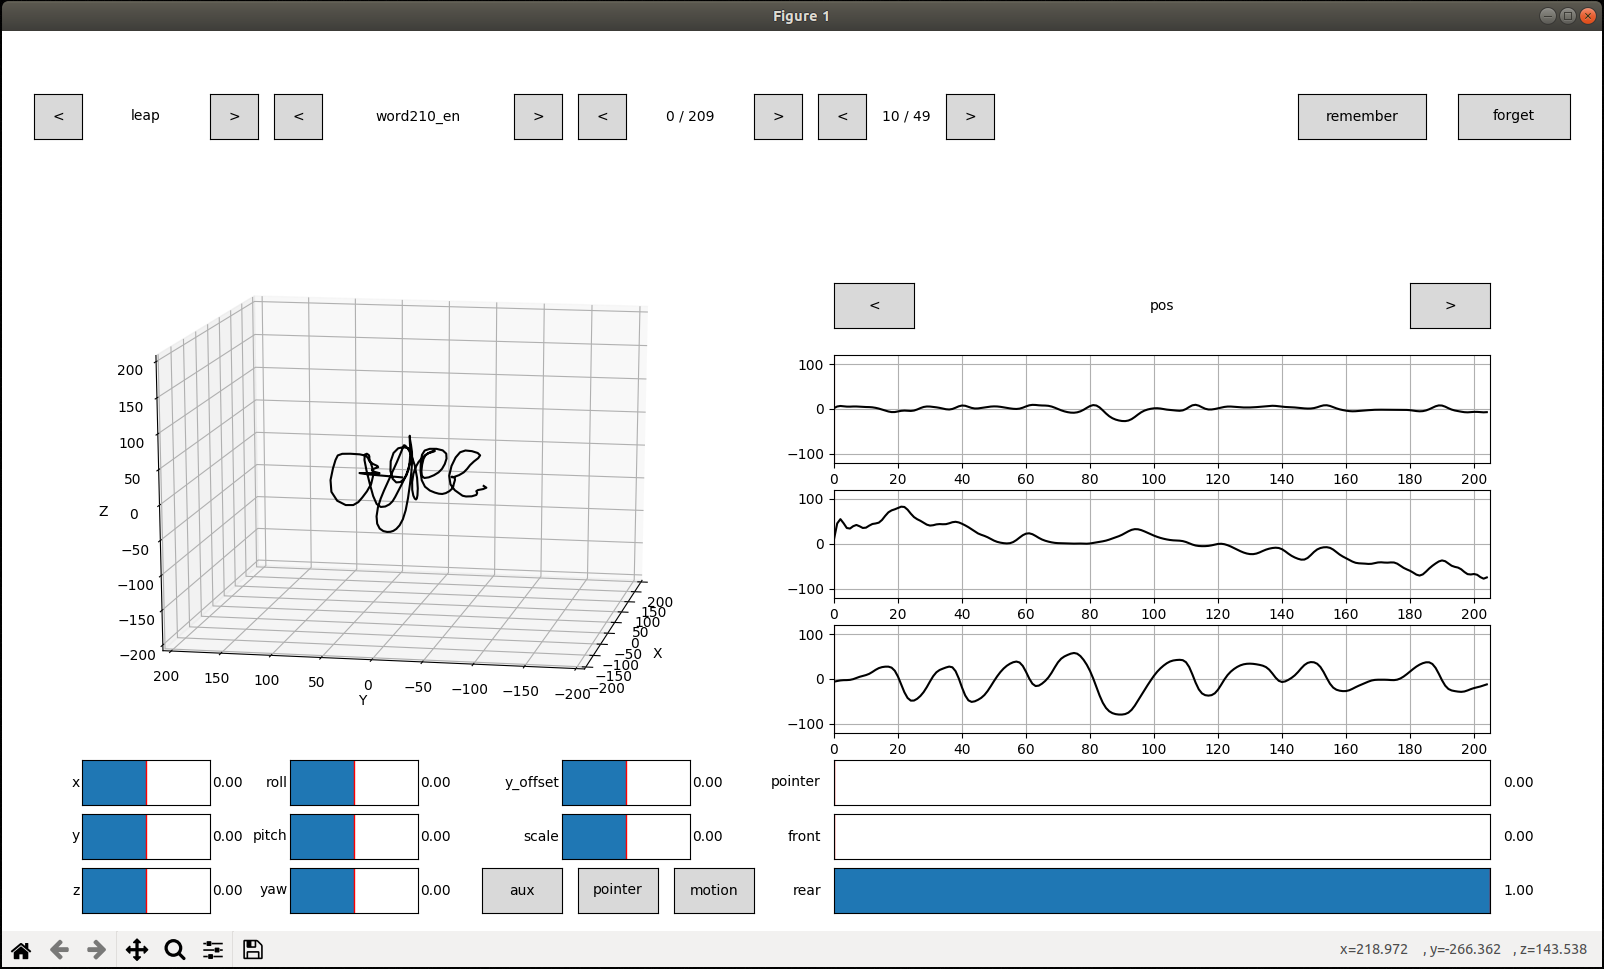 Figure 1
< leap > < word210_en > < 0 / 209 > < 10 / 49 > remember forget
< pos >
200
150
100
50
0
−50
−100
−150
−200
Z
200 150 100 50 0 −50 −100 −150 −200
Y
200
150
100
50
0
−50
−100
−150
−200
X
100
0
−100
0 20 40 60 80 100 120 140 160 180 200
100
0
−100
0 20 40 60 80 100 120 140 160 180 200
100
0
−100
0 20 40 60 80 100 120 140 160 180 200
x 0.00 roll 0.00 y_offset 0.00 pointer 0.00
y 0.00 pitch 0.00 scale 0.00 front 0.00
z 0.00 yaw 0.00 aux pointer motion rear 1.00
x=218.972 , y=-266.362 , z=143.538